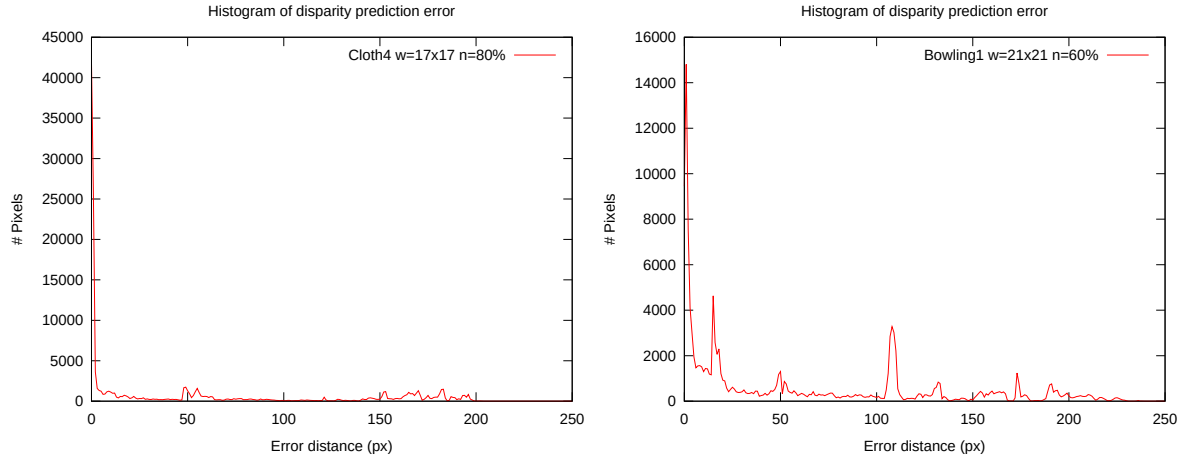 Histogram of disparity prediction error
45000
40000
35000
30000
25000
20000
15000
10000
5000
0
# Pixels
Cloth4 w=17x17 n=80%
0 50 100 150 200 250
Error distance (px)
Histogram of disparity prediction error
16000
14000
12000
10000
8000
6000
4000
2000
0
# Pixels
Bowling1 w=21x21 n=60%
0 50 100 150 200 250
Error distance (px)